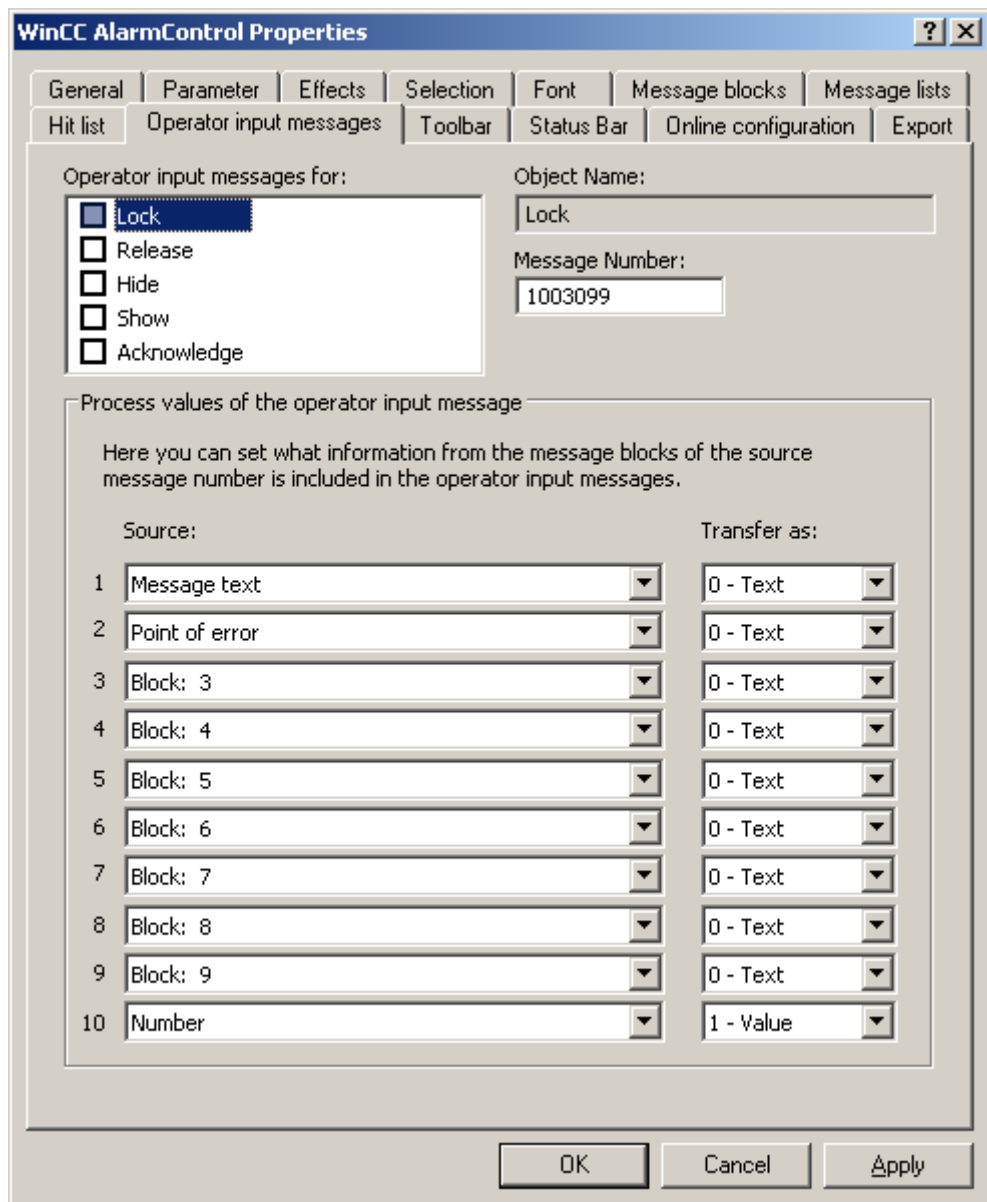 WinCC AlarmControl Properties
General Parameter Effects Selection Font Message blocks Message lists
Hit list Operator input messages Toolbar Status Bar Online configuration Export
Operator input messages for:
Lock
Release
Hide
Show
Acknowledge
Object Name:
Lock
Message Number:
1003099
Process values of the operator input message
Here you can set what information from the message blocks of the source
message number is included in the operator input messages.
Source: Transfer as:
1 Message text 0 - Text
2 Point of error 0 - Text
3 Block: 3 0 - Text
4 Block: 4 0 - Text
5 Block: 5 0 - Text
6 Block: 6 0 - Text
7 Block: 7 0 - Text
8 Block: 8 0 - Text
9 Block: 9 0 - Text
10 Number 1 - Value
OK Cancel Apply